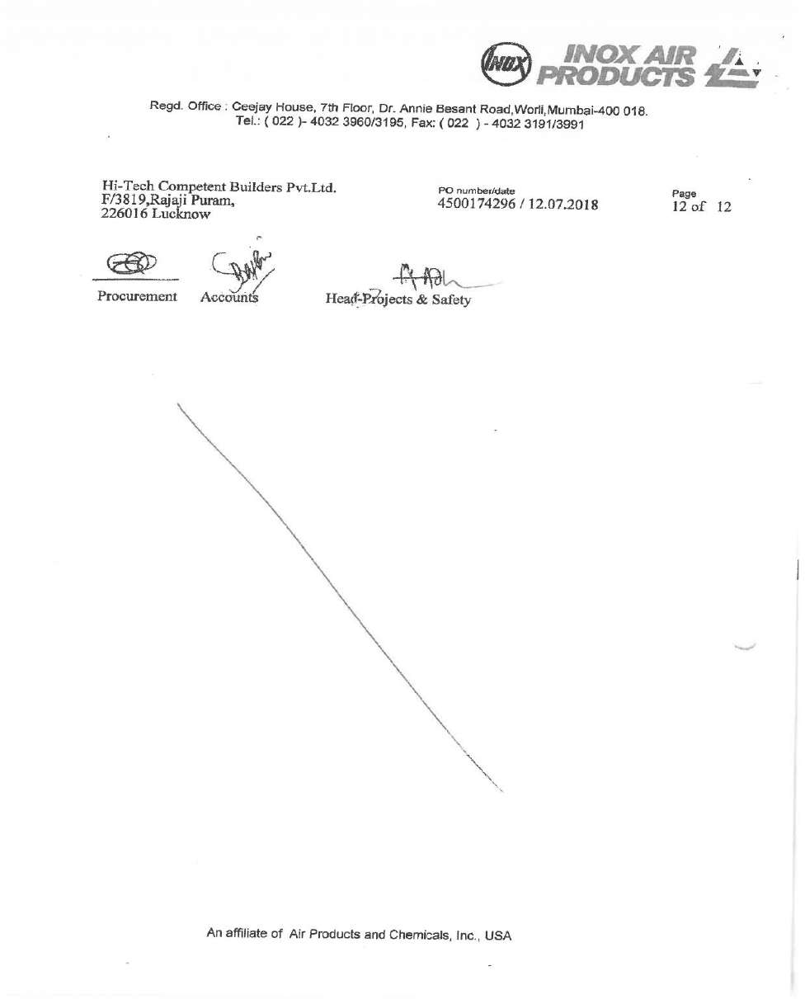 INOX INOX AIR
PRODUCTS
Regd. Office : Ceejay House, 7th Floor, Dr. Annie Besant Road,Worli,Mumbai-400 018.
Tel.: ( 022 )- 4032 3960/3195, Fax: ( 022 ) - 4032 3191/3991
Hi-Tech Competent Builders Pvt.Ltd.
F/3819,Rajaji Puram,
226016 Lucknow
PO number/date
4500174296 / 12.07.2018
Page
12 of 12
Procurement Accounts Head-Projects & Safety
An affiliate of Air Products and Chemicals, Inc., USA